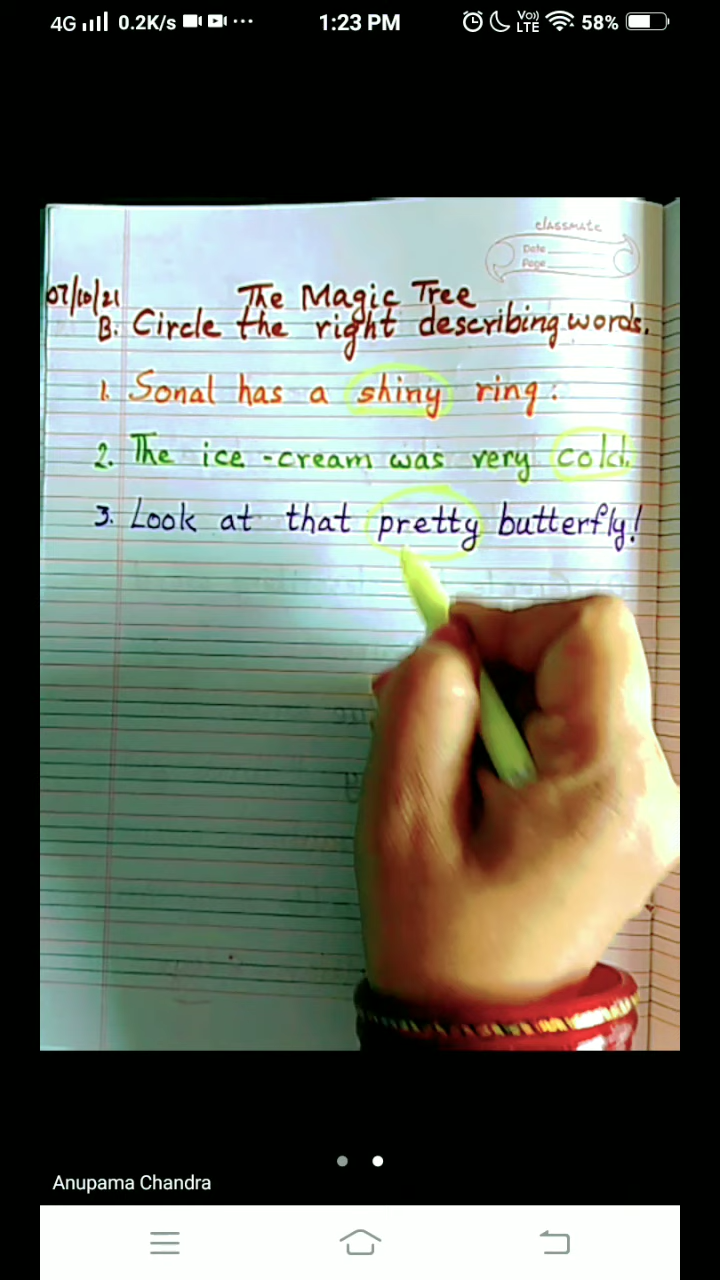 4G 0.2K/s ... 1:23 PM Vo) LTE 58%
classmate
Date
Page
07/10/21 The Magic Tree
B. Circle the right describing words.
1. Sonal has a shiny ring.
2. The ice-cream was very cold.
3. Look at that pretty butterfly!
Anupama Chandra